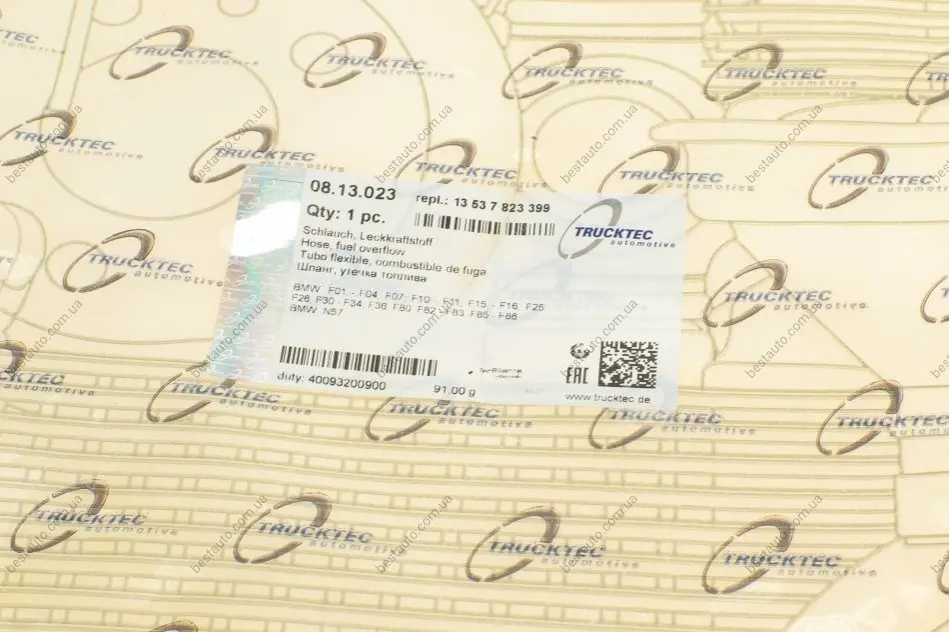 08.13.023
repl.: 13 53 7 823 399
Qty: 1 pc.
TRUCKTEC
automotive
Schlauch, Leckkraftstoff
Hose, fuel overflow
Tubo flexible, combustible de fuga
Шланг, утечка топлива
BMW F01 - F04 F07 F10 - F11 F15 - F16 F25
F26 F30 - F34 F36 F80 F82 - F83 F85 - F86
BMW N57
duty: 40093200900
91.00 g
EAC
www.trucktec.de
TRUCKTEC
automotive
bestauto.com.ua